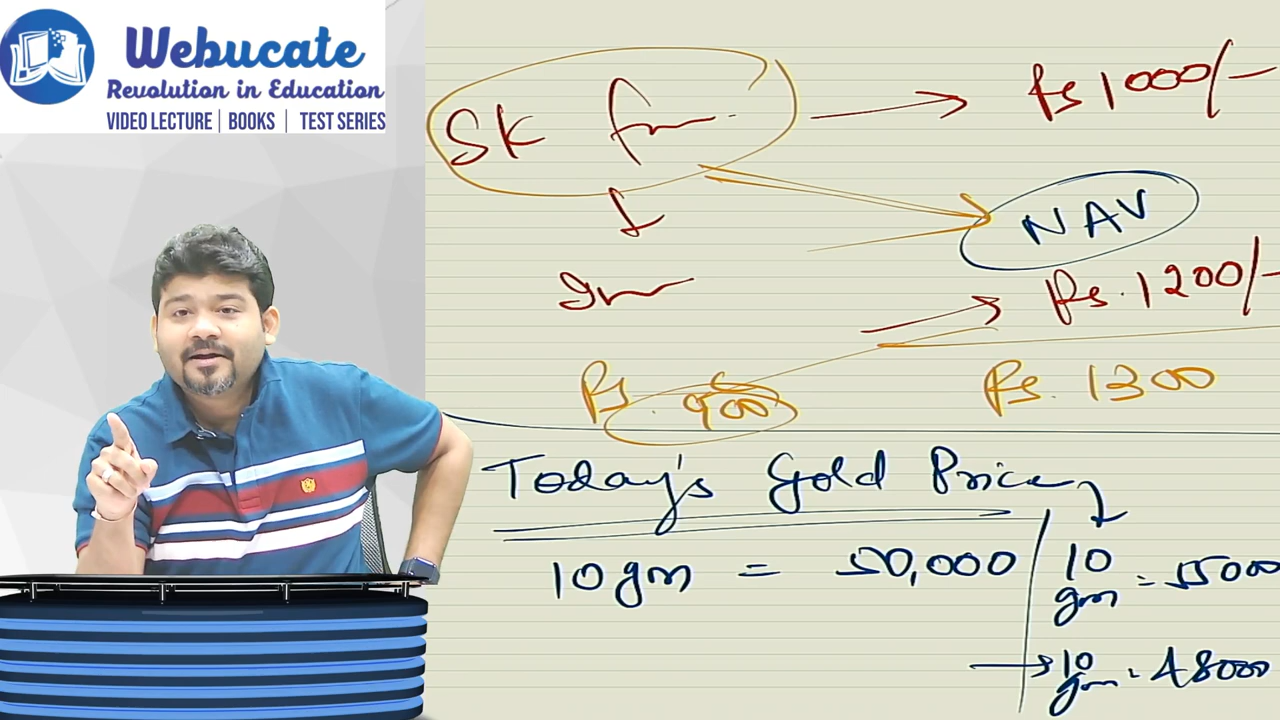 Webucate
Revolution in Education
VIDEO LECTURE | BOOKS | TEST SERIES
SK → Rs 1000/-
NAV
→ Rs. 1200/-
Rs. 900 Rs. 1300
Today's Gold Price
10 gm = 50,000
10 gm = 55000
→ 10 gm = 48000